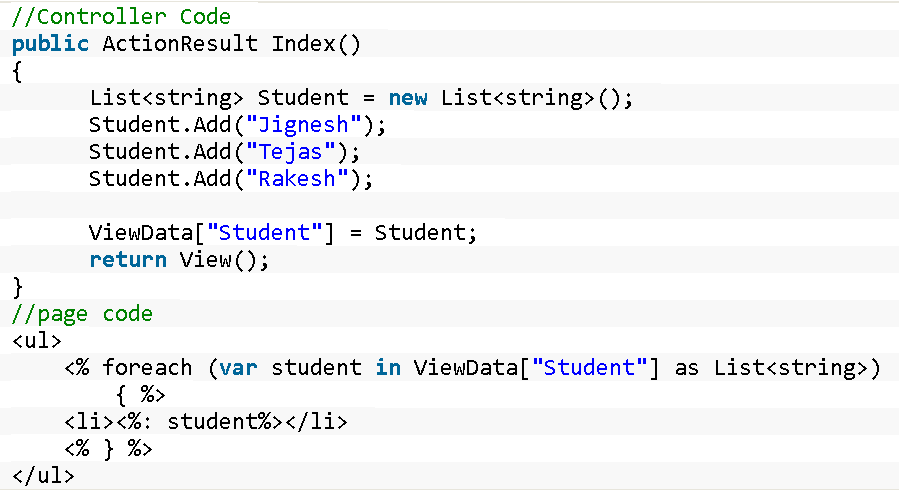 //Controller Code
public ActionResult Index()
{
      List<string> Student = new List<string>();
      Student.Add("Jignesh");
      Student.Add("Tejas");
      Student.Add("Rakesh");

      ViewData["Student"] = Student;
      return View();
}
//page code
<ul>
    <% foreach (var student in ViewData["Student"] as List<string>)
        { %>
    <li><%: student%></li>
    <% } %>
</ul>